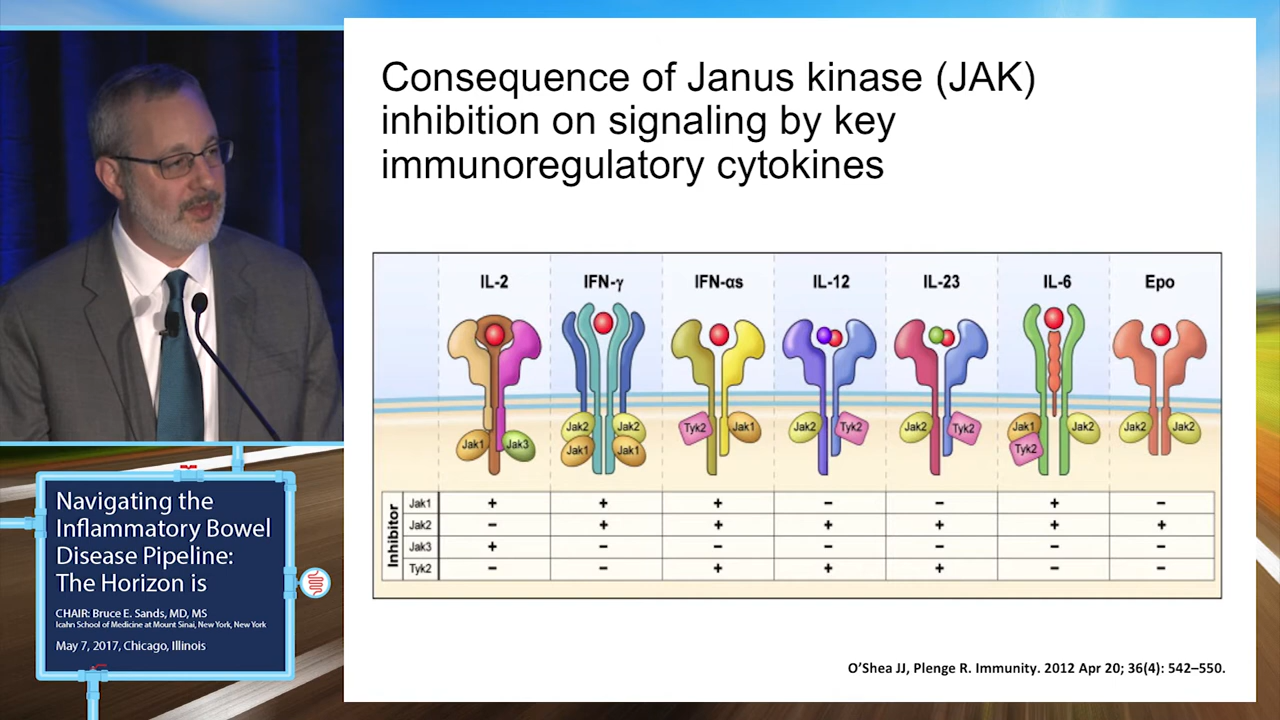 Consequence of Janus kinase (JAK)
inhibition on signaling by key
immunoregulatory cytokines
IL-2 IFN-γ IFN-αs IL-12 IL-23 IL-6 Epo
Jak2 Jak2 Tyk2 Jak1 Jak2 Tyk2 Jak2 Tyk2 Jak1 Jak2 Jak2 Jak2
Jak1 Jak3 Jak1 Jak1 Tyk2
Inhibitor
Jak1 + + + - - + -
Jak2 - + + + + + +
Jak3 + - - - - - -
Tyk2 - - + + + - -
O'Shea JJ, Plenge R. Immunity. 2012 Apr 20; 36(4): 542–550.
Navigating the
Inflammatory Bowel
Disease Pipeline:
The Horizon is
CHAIR: Bruce E. Sands, MD, MS
Icahn School of Medicine at Mount Sinai, New York, New York
May 7, 2017, Chicago, Illinois